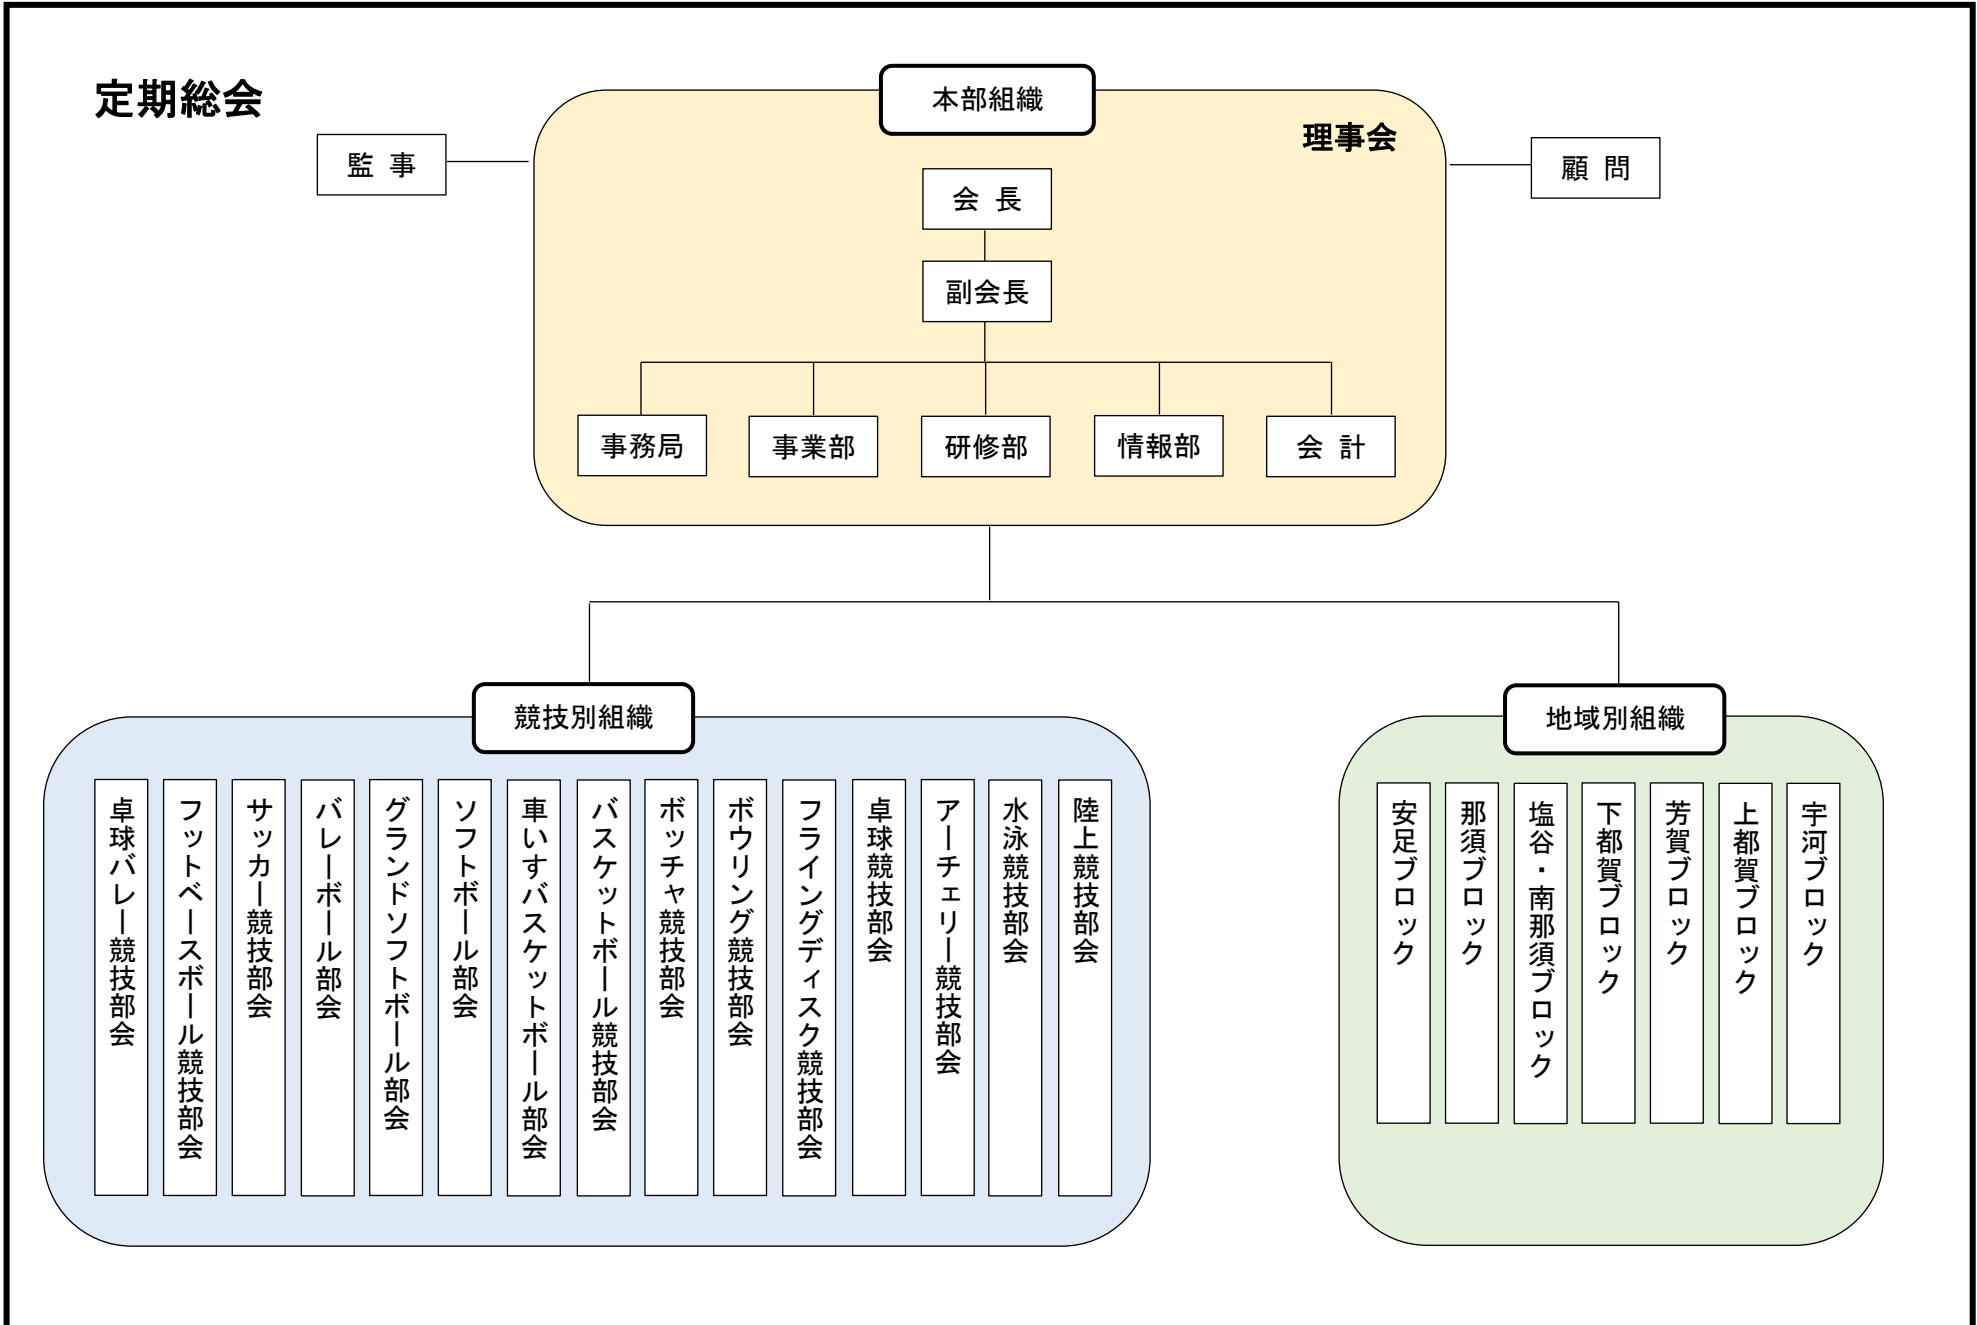 定期総会
本部組織
理事会
監 事
顧 問
会 長
副会長
事務局
事業部
研修部
情報部
会 計
競技別組織
卓球バレー競技部会
フットベースボール競技部会
サッカー競技部会
バレーボール部会
グランドソフトボール部会
ソフトボール部会
車いすバスケットボール部会
バスケットボール競技部会
ボッチャ競技部会
ボウリング競技部会
フライングディスク競技部会
卓球競技部会
アーチェリー競技部会
水泳競技部会
陸上競技部会
地域別組織
安足ブロック
那須ブロック
塩谷・南那須ブロック
下都賀ブロック
芳賀ブロック
上都賀ブロック
宇河ブロック